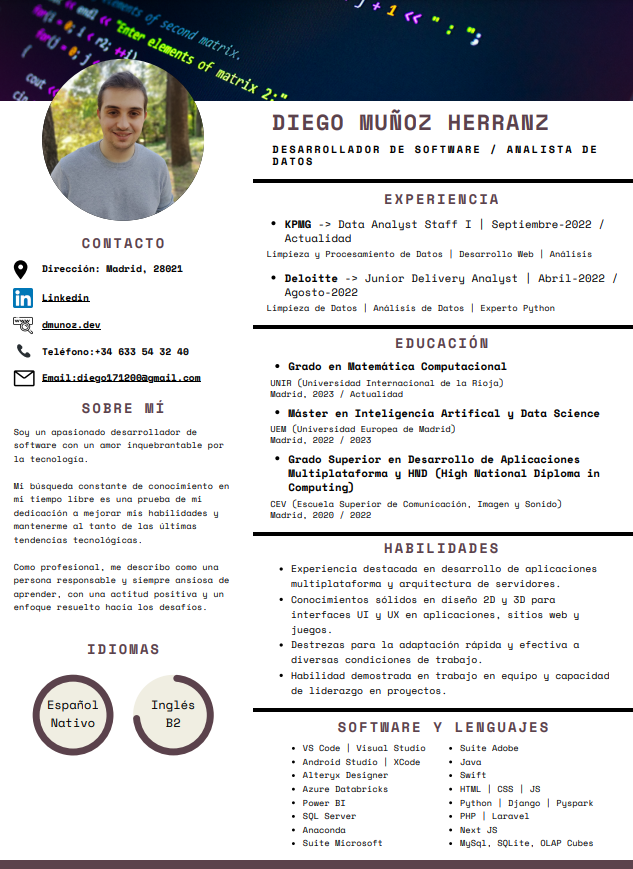 elements of second matrix.
cout << endl << "Enter elements of matrix 2:"
for(i = 0; i < r2; ++i)
for(j = 0; j
cout <<
j + 1 << " : ";
DIEGO MUÑOZ HERRANZ
DESARROLLADOR DE SOFTWARE / ANALISTA DE
DATOS
CONTACTO
Dirección: Madrid, 28021
Linkedin
www
dmunoz.dev
Teléfono:+34 633 54 32 40
Email:diego171200@gmail.com
SOBRE MÍ
Soy un apasionado desarrollador de
software con un amor inquebrantable por
la tecnología.
Mi búsqueda constante de conocimiento en
mi tiempo libre es una prueba de mi
dedicación a mejorar mis habilidades y
mantenerme al tanto de las últimas
tendencias tecnológicas.
Como profesional, me describo como una
persona responsable y siempre ansiosa de
aprender, con una actitud positiva y un
enfoque resuelto hacia los desafíos.
IDIOMAS
Español
Nativo
Inglés
B2
EXPERIENCIA
• KPMG -> Data Analyst Staff I | Septiembre-2022 /
Actualidad
Limpieza y Procesamiento de Datos | Desarrollo Web | Análisis
• Deloitte -> Junior Delivery Analyst | Abril-2022 /
Agosto-2022
Limpieza de Datos | Análisis de Datos | Experto Python
EDUCACIÓN
• Grado en Matemática Computacional
UNIR (Universidad Internacional de la Rioja)
Madrid, 2023 / Actualidad
• Máster en Inteligencia Artifical y Data Science
UEM (Universidad Europea de Madrid)
Madrid, 2022 / 2023
• Grado Superior en Desarrollo de Aplicaciones
Multiplataforma y HND (High National Diploma in
Computing)
CEV (Escuela Superior de Comunicación, Imagen y Sonido)
Madrid, 2020 / 2022
HABILIDADES
• Experiencia destacada en desarrollo de aplicaciones
multiplataforma y arquitectura de servidores.
• Conocimientos sólidos en diseño 2D y 3D para
interfaces UI y UX en aplicaciones, sitios web y
juegos.
• Destrezas para la adaptación rápida y efectiva a
diversas condiciones de trabajo.
• Habilidad demostrada en trabajo en equipo y capacidad
de liderazgo en proyectos.
SOFTWARE Y LENGUAJES
• VS Code | Visual Studio
• Android Studio | XCode
• Alteryx Designer
• Azure Databricks
• Power BI
• SQL Server
• Anaconda
• Suite Microsoft
• Suite Adobe
• Java
• Swift
• HTML | CSS | JS
• Python | Django | Pyspark
• PHP | Laravel
• Next JS
• MySql, SQLite, OLAP Cubes